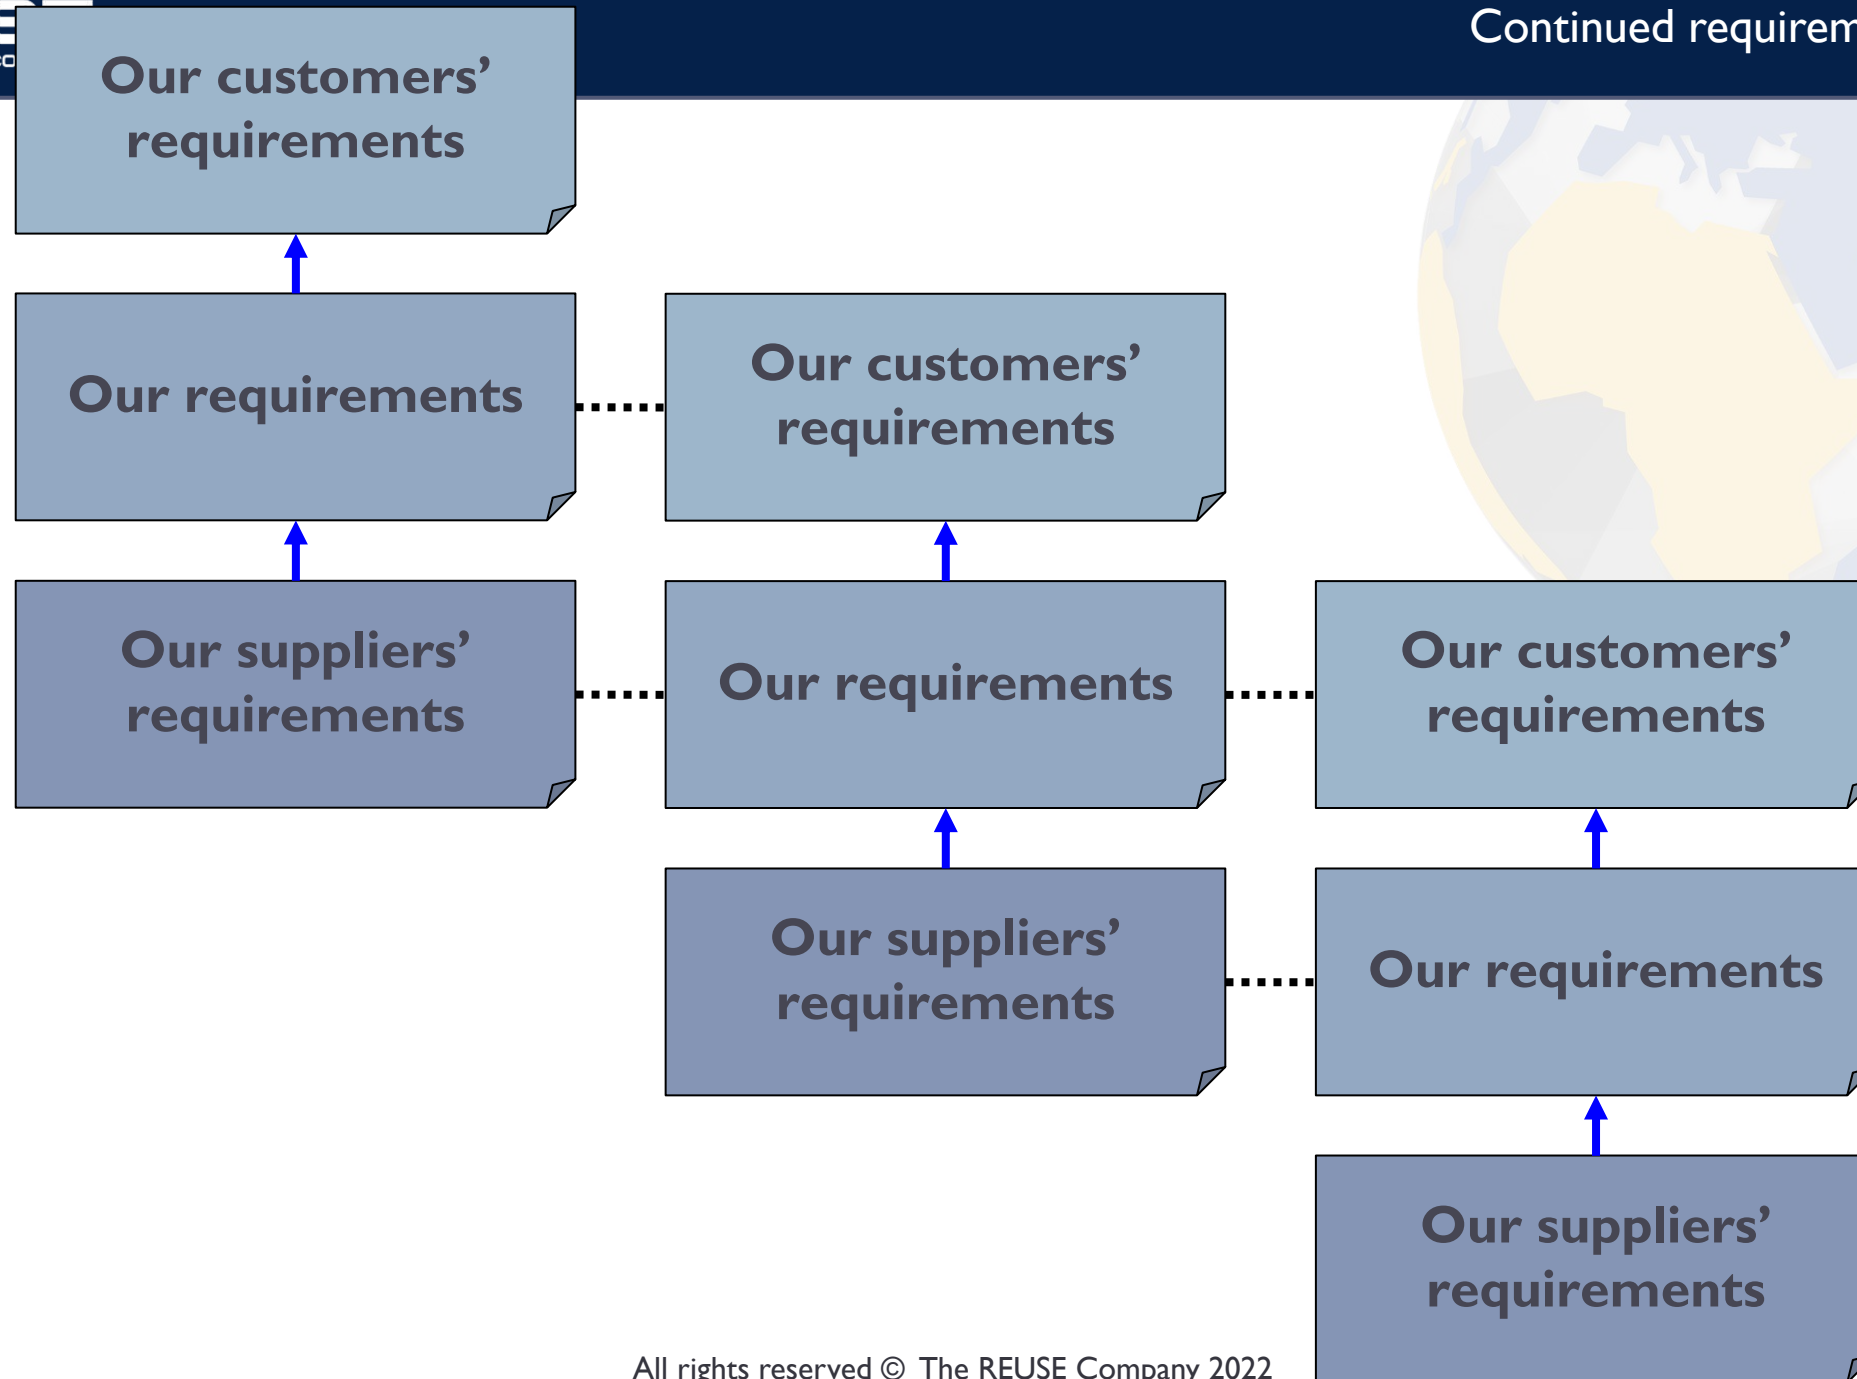 Continued
Our customers’
requirements
Our requirements
Our suppliers’
requirements
Our customers’
requirements
Our requirements
Our suppliers’
requirements
Our customers’
requirements
Our requirements
Our suppliers’
requirements
All rights reserved © The REUSE Company 2022